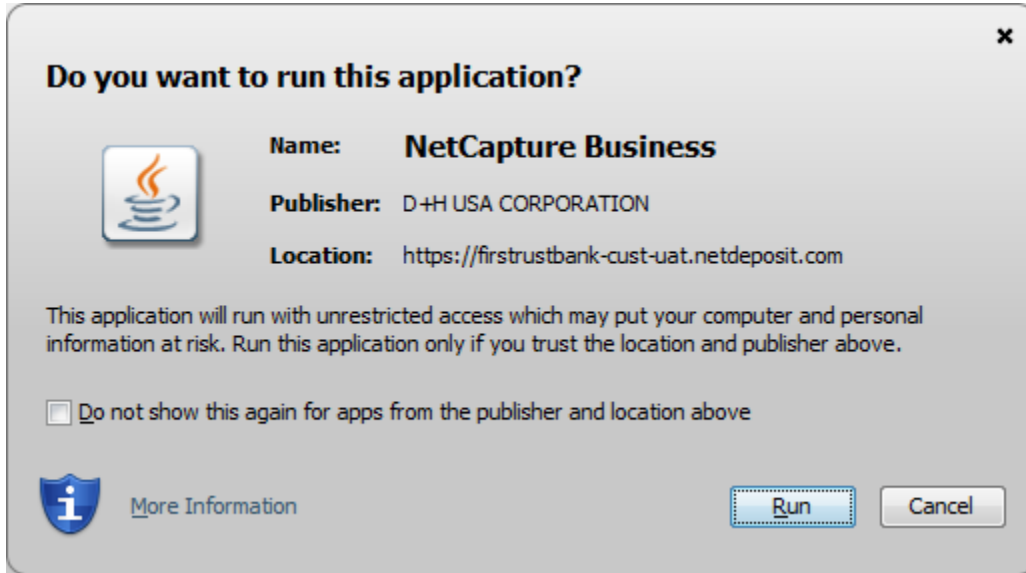 Do you want to run this application?
Name: NetCapture Business
Publisher: D+H USA CORPORATION
Location: https://firstrustbank-cust-uat.netdeposit.com
This application will run with unrestricted access which may put your computer and personal
information at risk. Run this application only if you trust the location and publisher above.
Do not show this again for apps from the publisher and location above
More Information
Run Cancel